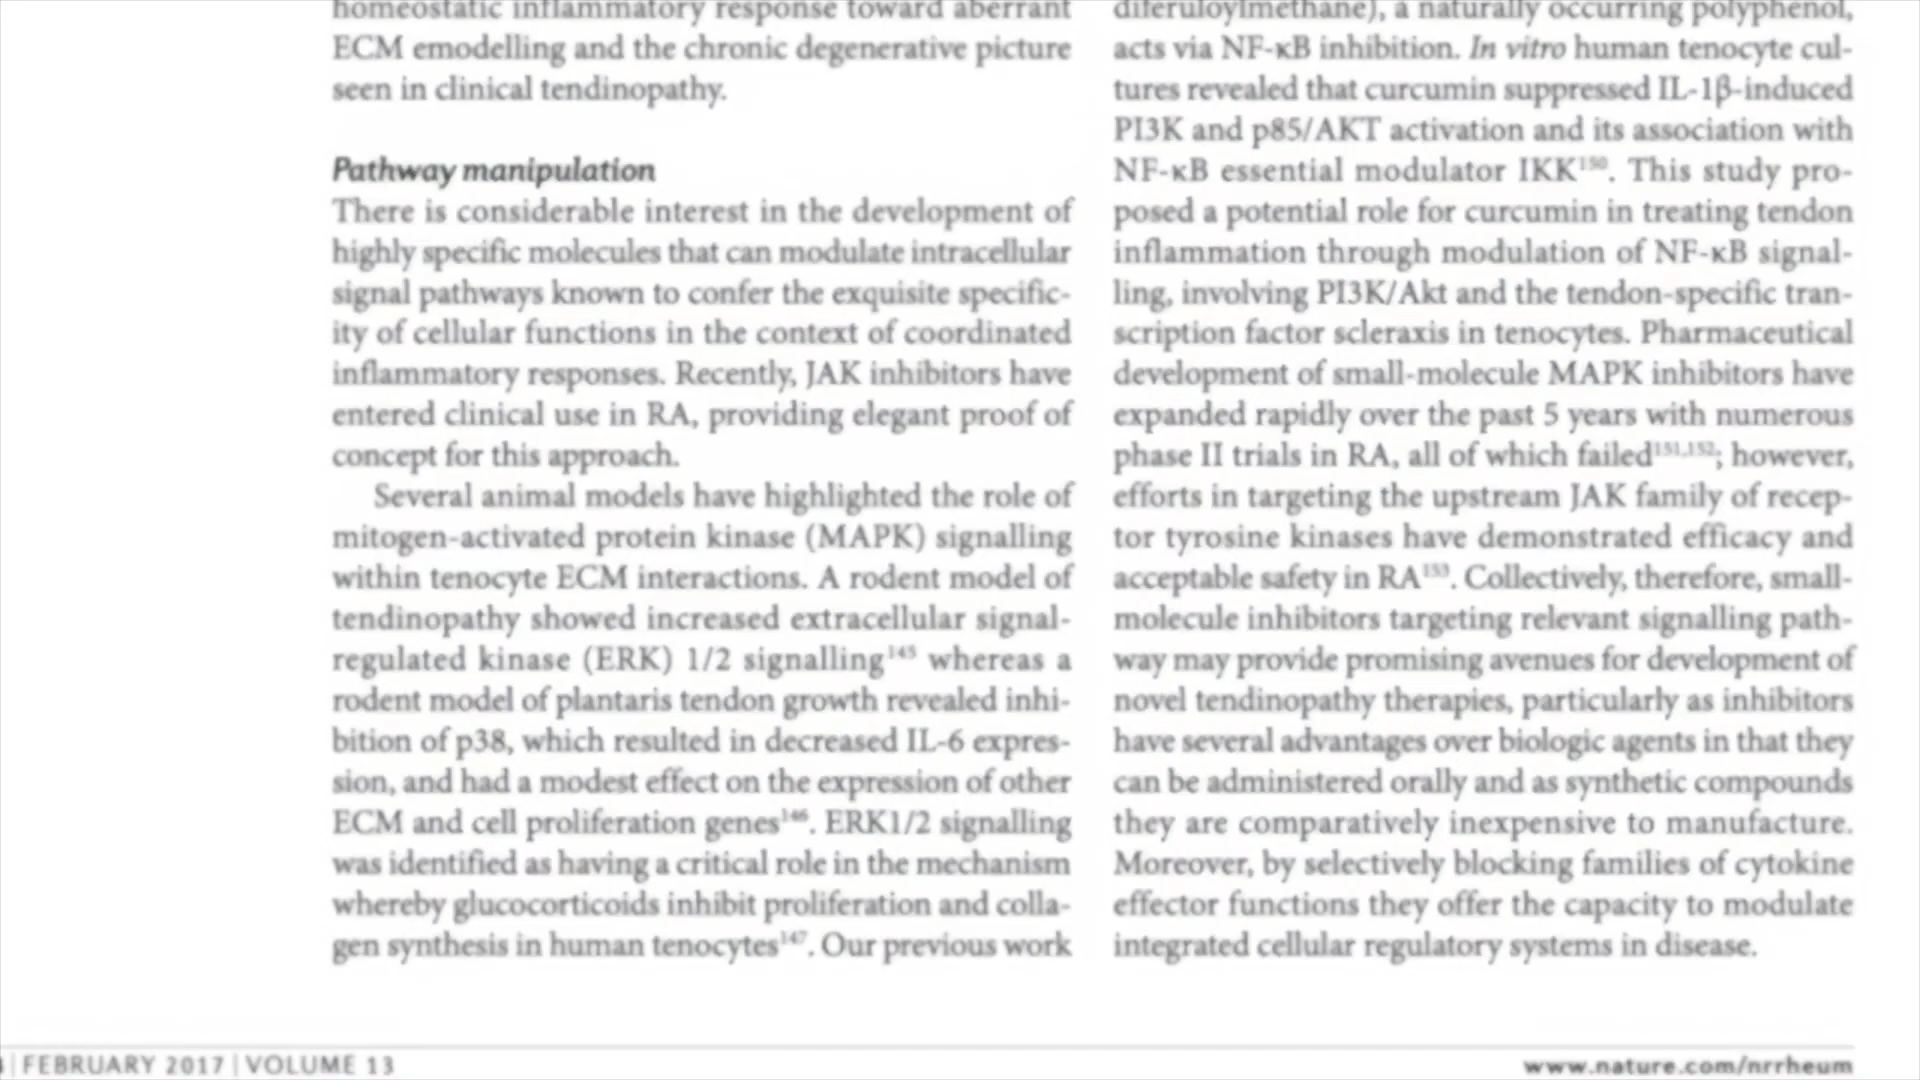 homeostatic inflammatory response toward aberrant
ECM emodelling and the chronic degenerative picture
seen in clinical tendinopathy.
Pathway manipulation
There is considerable interest in the development of
highly specific molecules that can modulate intracellular
signal pathways known to confer the exquisite specific-
ity of cellular functions in the context of coordinated
inflammatory responses. Recently, JAK inhibitors have
entered clinical use in RA, providing elegant proof of
concept for this approach.
Several animal models have highlighted the role of
mitogen-activated protein kinase (MAPK) signalling
within tenocyte ECM interactions. A rodent model of
tendinopathy showed increased extracellular signal-
regulated kinase (ERK) 1/2 signalling¹⁴⁵ whereas a
rodent model of plantaris tendon growth revealed inhi-
bition of p38, which resulted in decreased IL-6 expres-
sion, and had a modest effect on the expression of other
ECM and cell proliferation genes¹⁴⁶. ERK1/2 signalling
was identified as having a critical role in the mechanism
whereby glucocorticoids inhibit proliferation and colla-
gen synthesis in human tenocytes¹⁴⁷. Our previous work
diferuloylmethane), a naturally occurring polyphenol,
acts via NF-κB inhibition. In vitro human tenocyte cul-
tures revealed that curcumin suppressed IL-1β-induced
PI3K and p85/AKT activation and its association with
NF-κB essential modulator IKK¹⁵⁰. This study pro-
posed a potential role for curcumin in treating tendon
inflammation through modulation of NF-κB signal-
ling, involving PI3K/Akt and the tendon-specific tran-
scription factor scleraxis in tenocytes. Pharmaceutical
development of small-molecule MAPK inhibitors have
expanded rapidly over the past 5 years with numerous
phase II trials in RA, all of which failed¹⁵¹,¹⁵²; however,
efforts in targeting the upstream JAK family of recep-
tor tyrosine kinases have demonstrated efficacy and
acceptable safety in RA¹⁵³. Collectively, therefore, small-
molecule inhibitors targeting relevant signalling path-
way may provide promising avenues for development of
novel tendinopathy therapies, particularly as inhibitors
have several advantages over biologic agents in that they
can be administered orally and as synthetic compounds
they are comparatively inexpensive to manufacture.
Moreover, by selectively blocking families of cytokine
effector functions they offer the capacity to modulate
integrated cellular regulatory systems in disease.
| FEBRUARY 2017 | VOLUME 13
www.nature.com/nrrheum